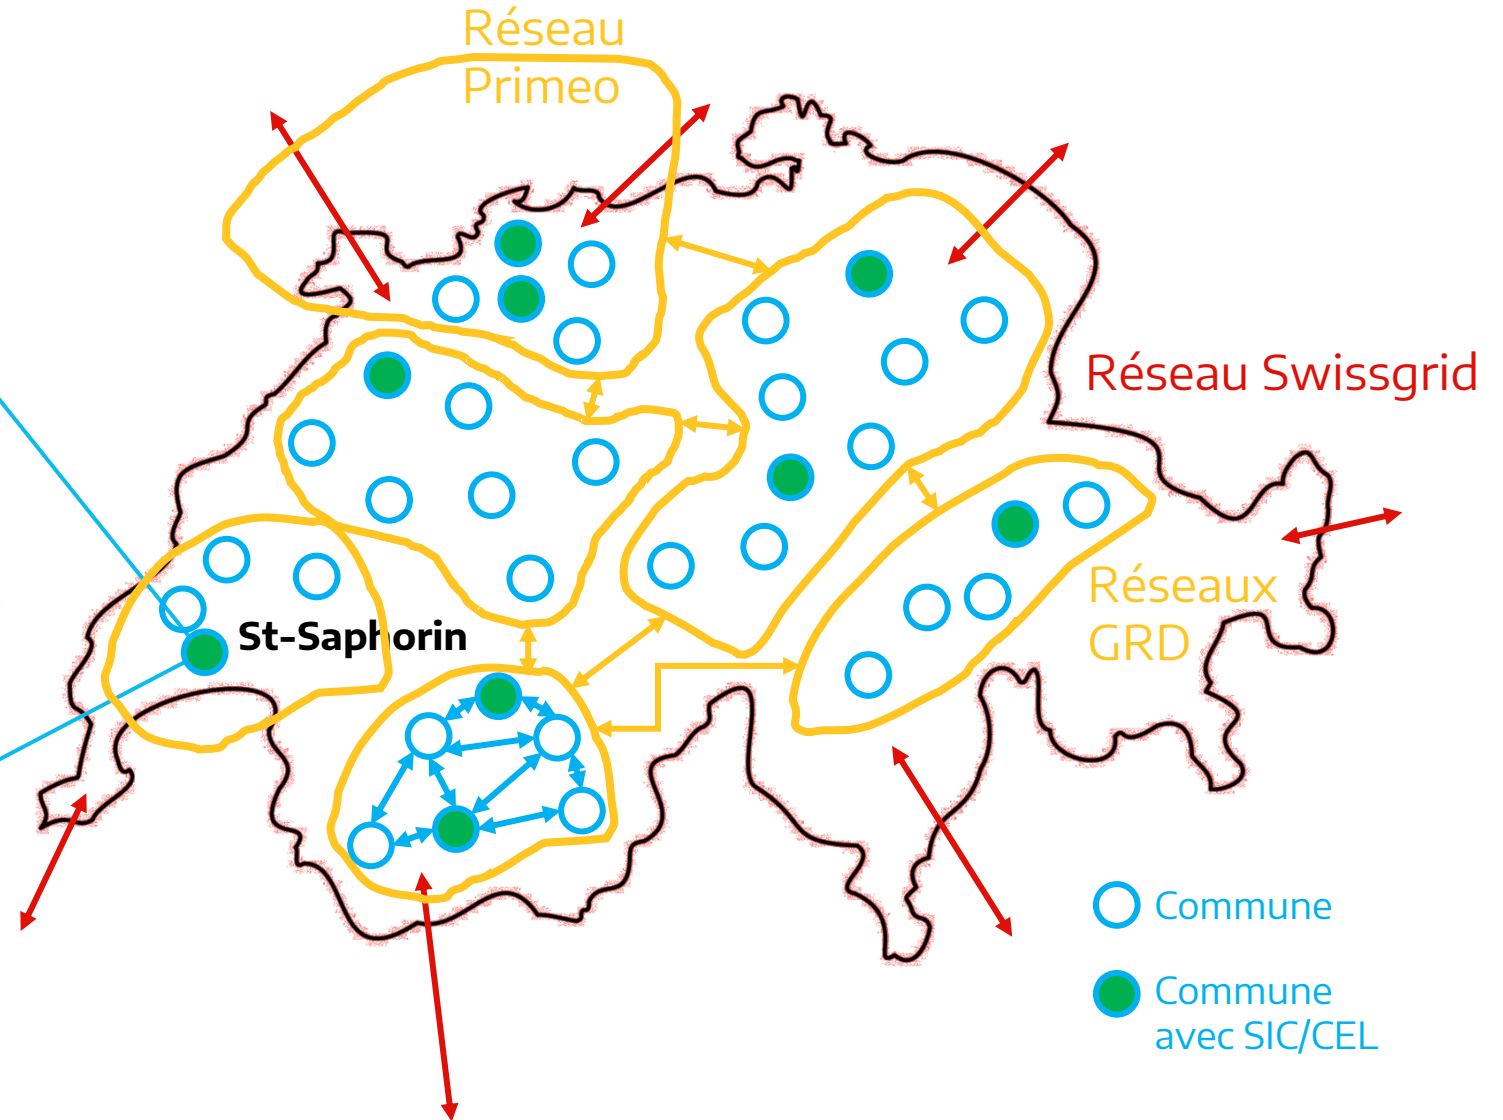 Réseau
Primeo
Réseau Swissgrid
Réseaux
GRD
St-Saphorin
Commune
Commune
avec SIC/CEL